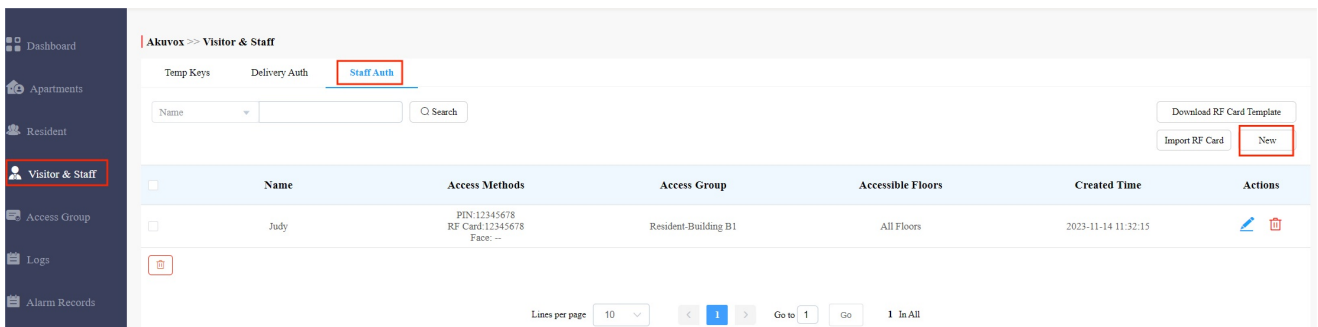 Dashboard
Apartments
Resident
Visitor & Staff
Access Group
Logs
Alarm Records
Akuvox >> Visitor & Staff
Temp Keys Delivery Auth Staff Auth
Name Search Download RF Card Template
Import RF Card New
Name Access Methods Access Group Accessible Floors Created Time Actions
PIN:12345678
Judy RF Card:12345678 Resident-Building B1 All Floors 2023-11-14 11:32:15
Face: --
Lines per page 10 < 1 > Go to 1 Go 1 In All